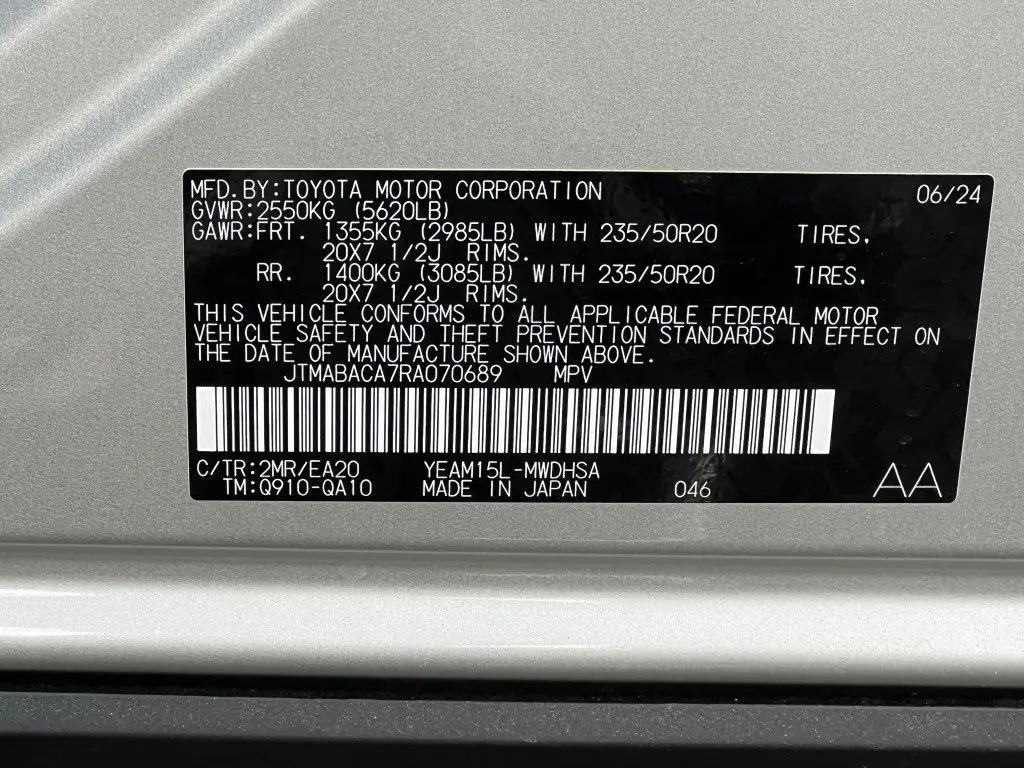 MFD.BY:TOYOTA MOTOR CORPORATION 06/24
GVWR:2550KG (5620LB)
GAWR:FRT. 1355KG (2985LB) WITH 235/50R20 TIRES,
20X7 1/2J RIMS.
RR. 1400KG (3085LB) WITH 235/50R20 TIRES,
20X7 1/2J RIMS.
THIS VEHICLE CONFORMS TO ALL APPLICABLE FEDERAL MOTOR
VEHICLE SAFETY AND THEFT PREVENTION STANDARDS IN EFFECT ON
THE DATE OF MANUFACTURE SHOWN ABOVE.
JTMABACA7RA070689 MPV
C/TR:2MR/EA20 YEAM15L-MWDHSA
TM:Q910-QA10 MADE IN JAPAN 046 AA